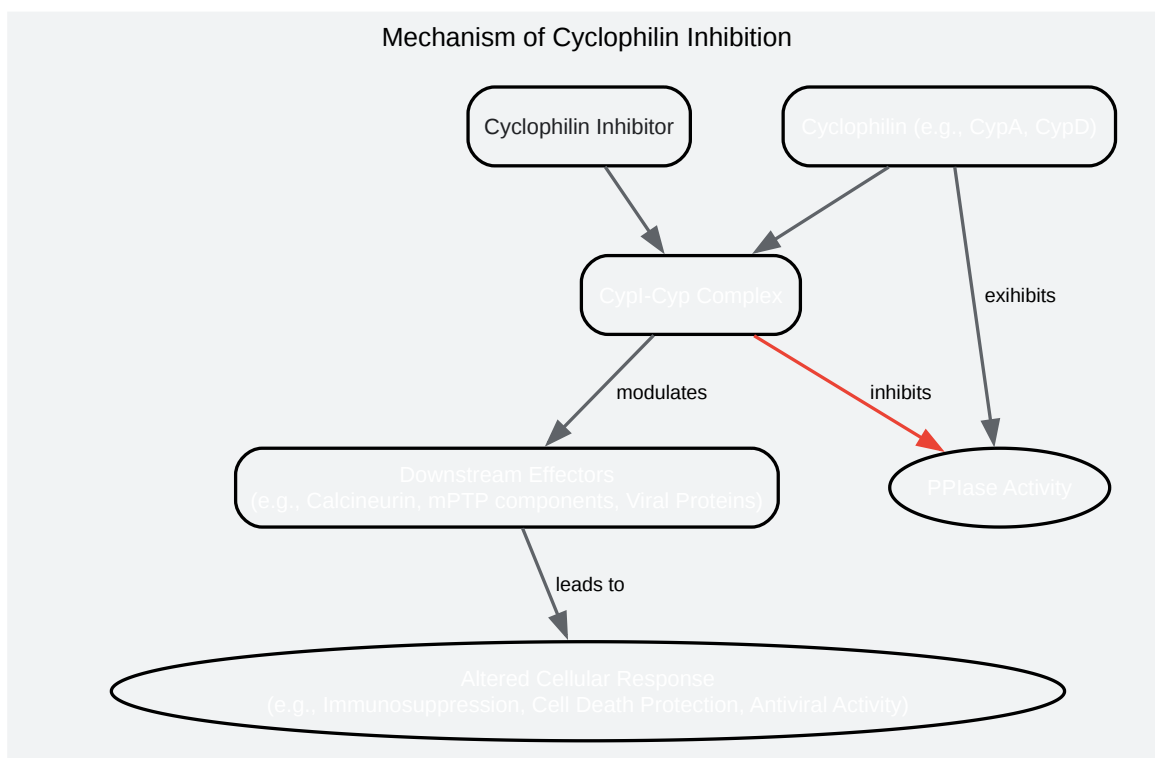 Mechanism of Cyclophilin Inhibition
Cyclophilin Inhibitor
Cyclophilin (e.g., CypA, CypD)
CypI-Cyp Complex
exihibits
modulates
inhibits
Downstream Effectors
(e.g., Calcineurin, mPTP components, Viral Proteins)
PPIase Activity
leads to
Altered Cellular Response
(e.g., Immunosuppression, Cell Death Protection, Antiviral Activity)